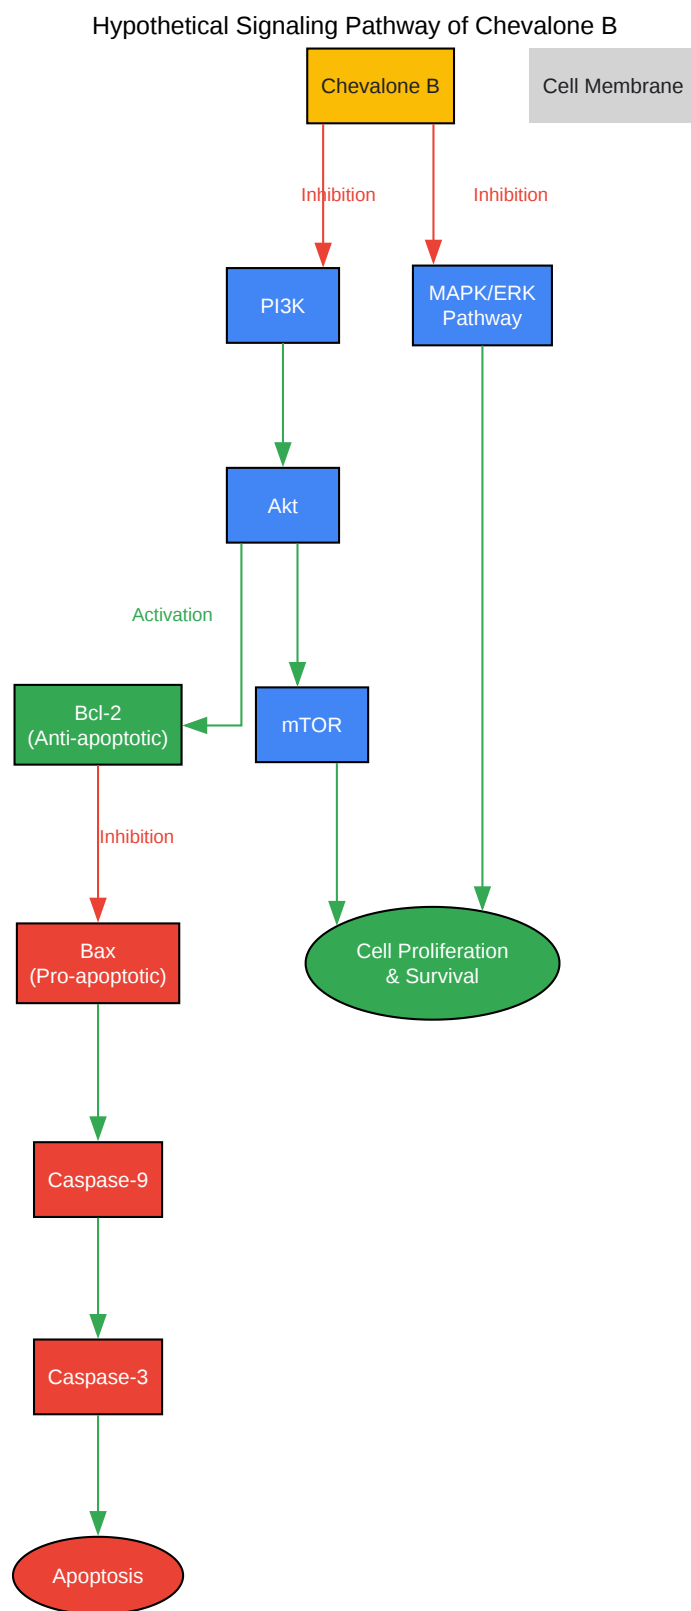 Hypothetical Signaling Pathway of Chevalone B
Chevalone B
Cell Membrane
Inhibition
Inhibition
PI3K
MAPK/ERK
Pathway
Akt
Activation
Bcl-2
(Anti-apoptotic)
mTOR
Inhibition
Bax
(Pro-apoptotic)
Cell Proliferation
& Survival
Caspase-9
Caspase-3
Apoptosis